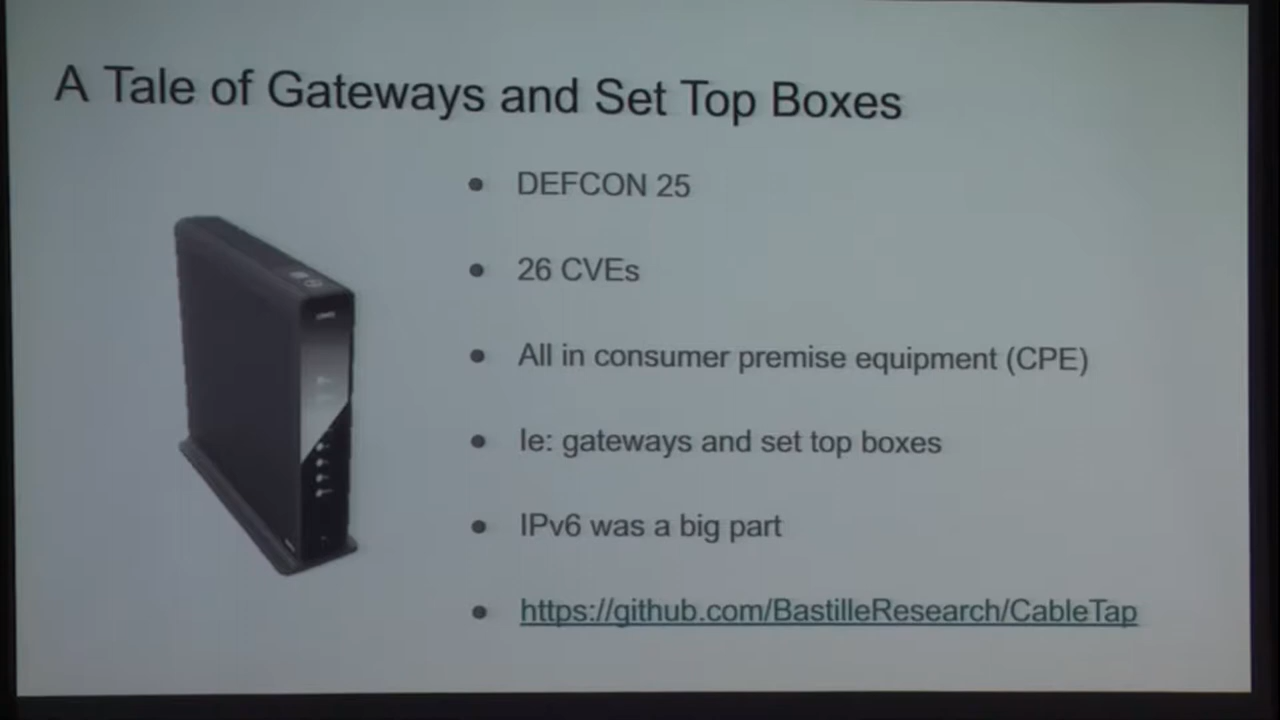 A Tale of Gateways and Set Top Boxes
DEFCON 25
26 CVEs
All in consumer premise equipment (CPE)
Ie: gateways and set top boxes
IPv6 was a big part
https://github.com/BastilleResearch/CableTap